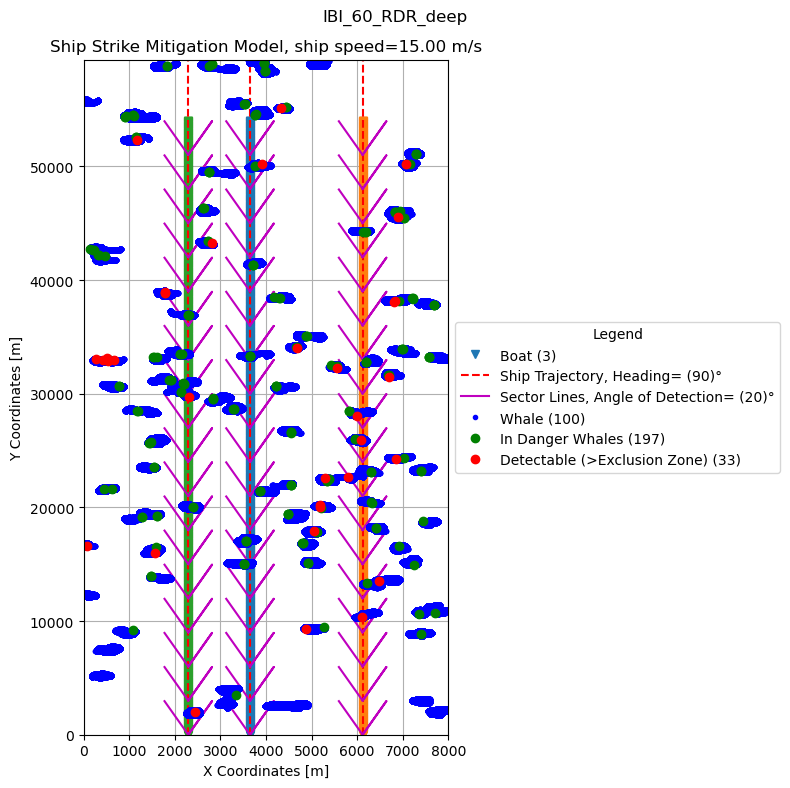 IBI_60_RDR_deep
Ship Strike Mitigation Model, ship speed=15.00 m/s
Y Coordinates [m]
50000
40000
30000
20000
10000
0
0 1000 2000 3000 4000 5000 6000 7000 8000
X Coordinates [m]
Legend
Boat (3)
Ship Trajectory, Heading= (90)°
Sector Lines, Angle of Detection= (20)°
Whale (100)
In Danger Whales (197)
Detectable (>Exclusion Zone) (33)